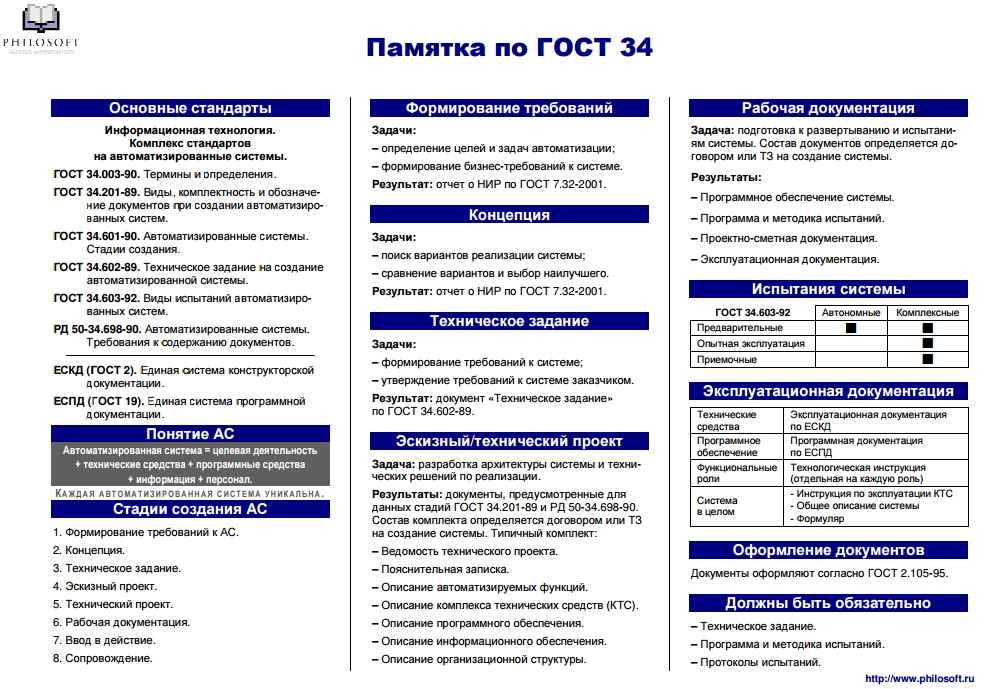 PHILOSOFT
Памятка по ГОСТ 34
Основные стандарты
Информационная технология.
Комплекс стандартов
на автоматизированные системы.
ГОСТ 34.003-90. Термины и определения.
ГОСТ 34.201-89. Виды, комплектность и обозначе-
ние документов при создании автоматизиро-
ванных систем.
ГОСТ 34.601-90. Автоматизированные системы.
Стадии создания.
ГОСТ 34.602-89. Техническое задание на создание
автоматизированной системы.
ГОСТ 34.603-92. Виды испытаний автоматизиро-
ванных систем.
РД 50-34.698-90. Автоматизированные системы.
Требования к содержанию документов.
ЕСКД (ГОСТ 2). Единая система конструкторской
документации.
ЕСПД (ГОСТ 19). Единая система программной
документации.
Понятие АС
Автоматизированная система = целевая деятельность
+ технические средства + программные средства
+ информация + персонал.
КАЖДАЯ АВТОМАТИЗИРОВАННАЯ СИСТЕМА УНИКАЛЬНА.
Стадии создания АС
1. Формирование требований к АС.
2. Концепция.
3. Техническое задание.
4. Эскизный проект.
5. Технический проект.
6. Рабочая документация.
7. Ввод в действие.
8. Сопровождение.
Формирование требований
Задачи:
– определение целей и задач автоматизации;
– формирование бизнес-требований к системе.
Результат: отчет о НИР по ГОСТ 7.32-2001.
Концепция
Задачи:
– поиск вариантов реализации системы;
– сравнение вариантов и выбор наилучшего.
Результат: отчет о НИР по ГОСТ 7.32-2001.
Техническое задание
Задачи:
– формирование требований к системе;
– утверждение требований к системе заказчиком.
Результат: документ «Техническое задание»
по ГОСТ 34.602-89.
Эскизный/технический проект
Задача: разработка архитектуры системы и техни-
ческих решений по реализации.
Результаты: документы, предусмотренные для
данных стадий ГОСТ 34.201-89 и РД 50-34.698-90.
Состав комплекта определяется договором или ТЗ
на создание системы. Типичный комплект:
– Ведомость технического проекта.
– Пояснительная записка.
– Описание автоматизируемых функций.
– Описание комплекса технических средств (КТС).
– Описание программного обеспечения.
– Описание информационного обеспечения.
– Описание организационной структуры.
Рабочая документация
Задача: подготовка к развертыванию и испытани-
ям системы. Состав документов определяется до-
говором или ТЗ на создание системы.
Результаты:
– Программное обеспечение системы.
– Программа и методика испытаний.
– Проектно-сметная документация.
– Эксплуатационная документация.
Испытания системы
ГОСТ 34.603-92 Автономные Комплексные
Предварительные ■ ■
Опытная эксплуатация ■
Приемочные ■
Эксплуатационная документация
Технические Эксплуатационная документация
средства по ЕСКД
Программное Программная документация
обеспечение по ЕСПД
Функциональные Технологическая инструкция
роли (отдельная на каждую роль)
Система - Инструкция по эксплуатации КТС
в целом - Общее описание системы
- Формуляр
Оформление документов
Документы оформляют согласно ГОСТ 2.105-95.
Должны быть обязательно
– Техническое задание.
– Программа и методика испытаний.
– Протоколы испытаний.
http://www.philosoft.ru